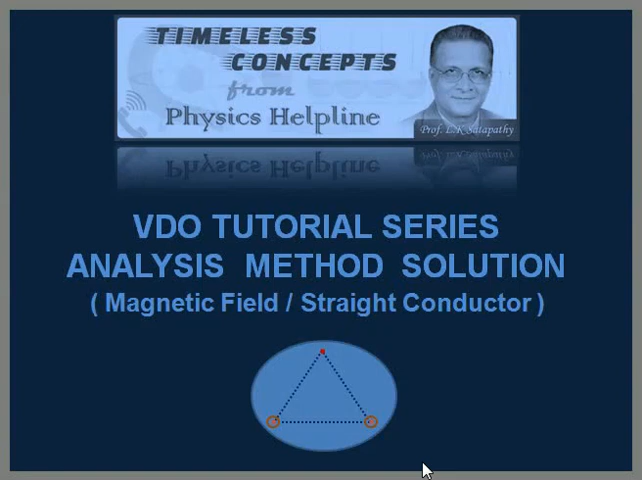 TIMELESS
CONCEPTS
from
Physics Helpline
Prof. L.K Satapathy
VDO TUTORIAL SERIES
ANALYSIS METHOD SOLUTION
( Magnetic Field / Straight Conductor )